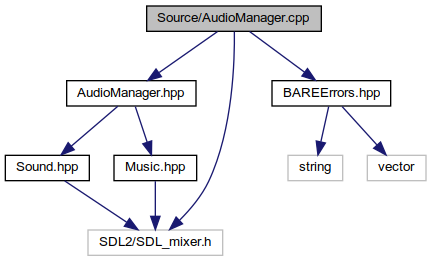 Source/AudioManager.cpp
AudioManager.hpp
BAREErrors.hpp
Sound.hpp
Music.hpp
string
vector
SDL2/SDL_mixer.h